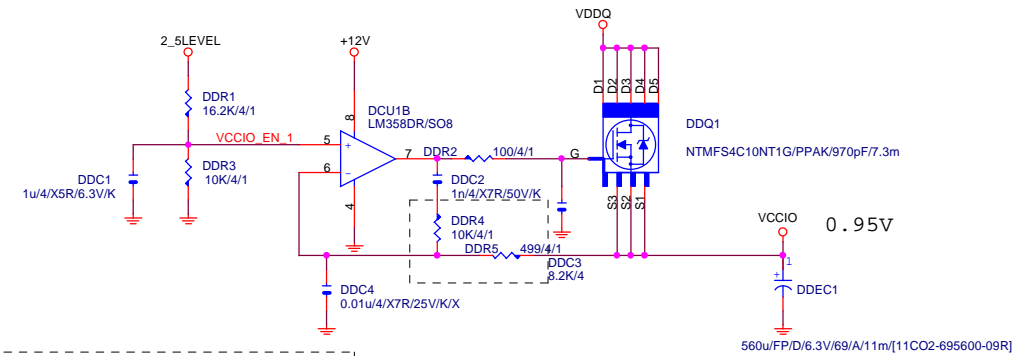 VDDQ
2_5LEVEL
+12V
D1
D2
D3
D4
D5
DDR1
16.2K/4/1
DCU1B
LM358DR/SO8
8
DDQ1
VCCIO_EN_1
5
+
7
DDR2
100/4/1
G
NTMFS4C10NT1G/PPAK/970pF/7.3m
6
-
DDR3
10K/4/1
DDC1
1u/4/X5R/6.3V/K
DDC2
1n/4/X7R/50V/K
4
S3
S2
S1
DDR4
10K/4/1
VCCIO
0.95V
DDR5
499/4/1
DDC3
8.2K/4
1
+
DDC4
0.01u/4/X7R/25V/K/X
DDEC1
560u/FP/D/6.3V/69/A/11m/[11CO2-695600-09R]